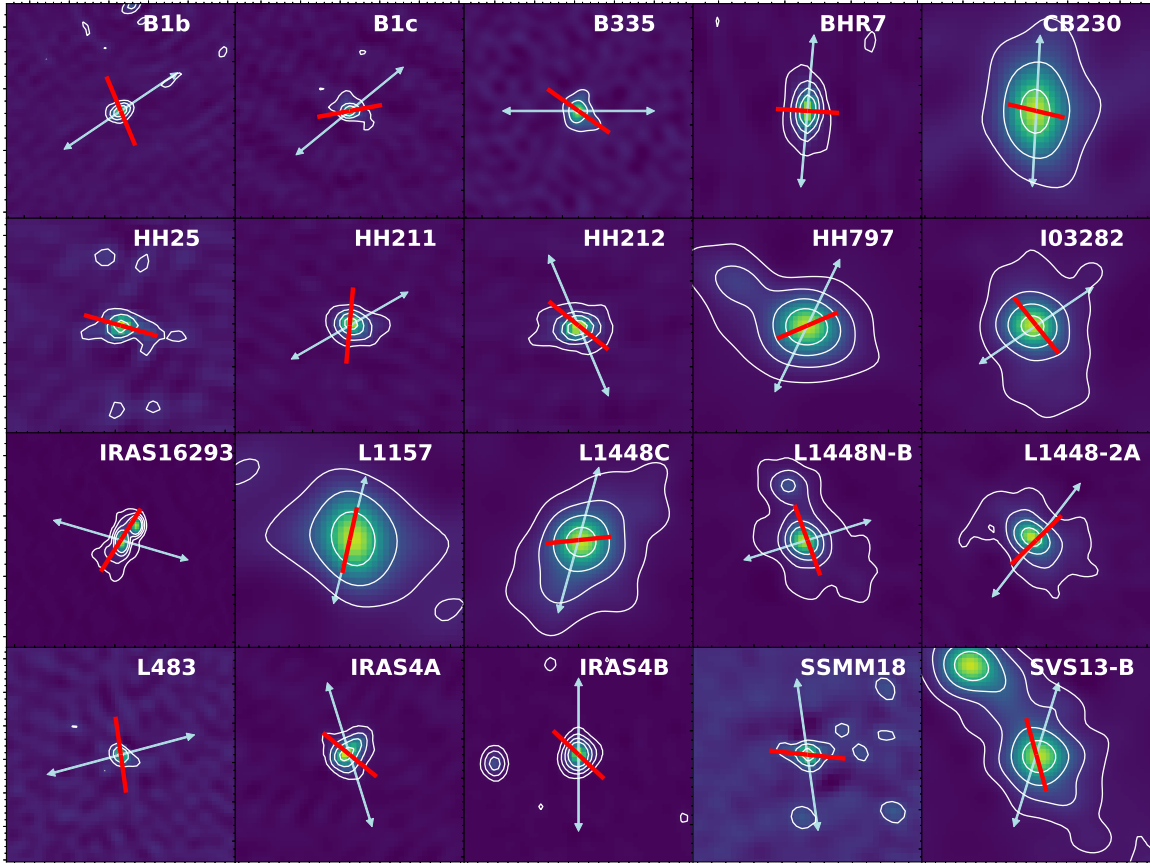 B1b
B1c
B335
BHR7
CB230
HH25
HH211
HH212
HH797
I03282
IRAS16293
L1157
L1448C
L1448N-B
L1448-2A
L483
IRAS4A
IRAS4B
SSMM18
SVS13-B